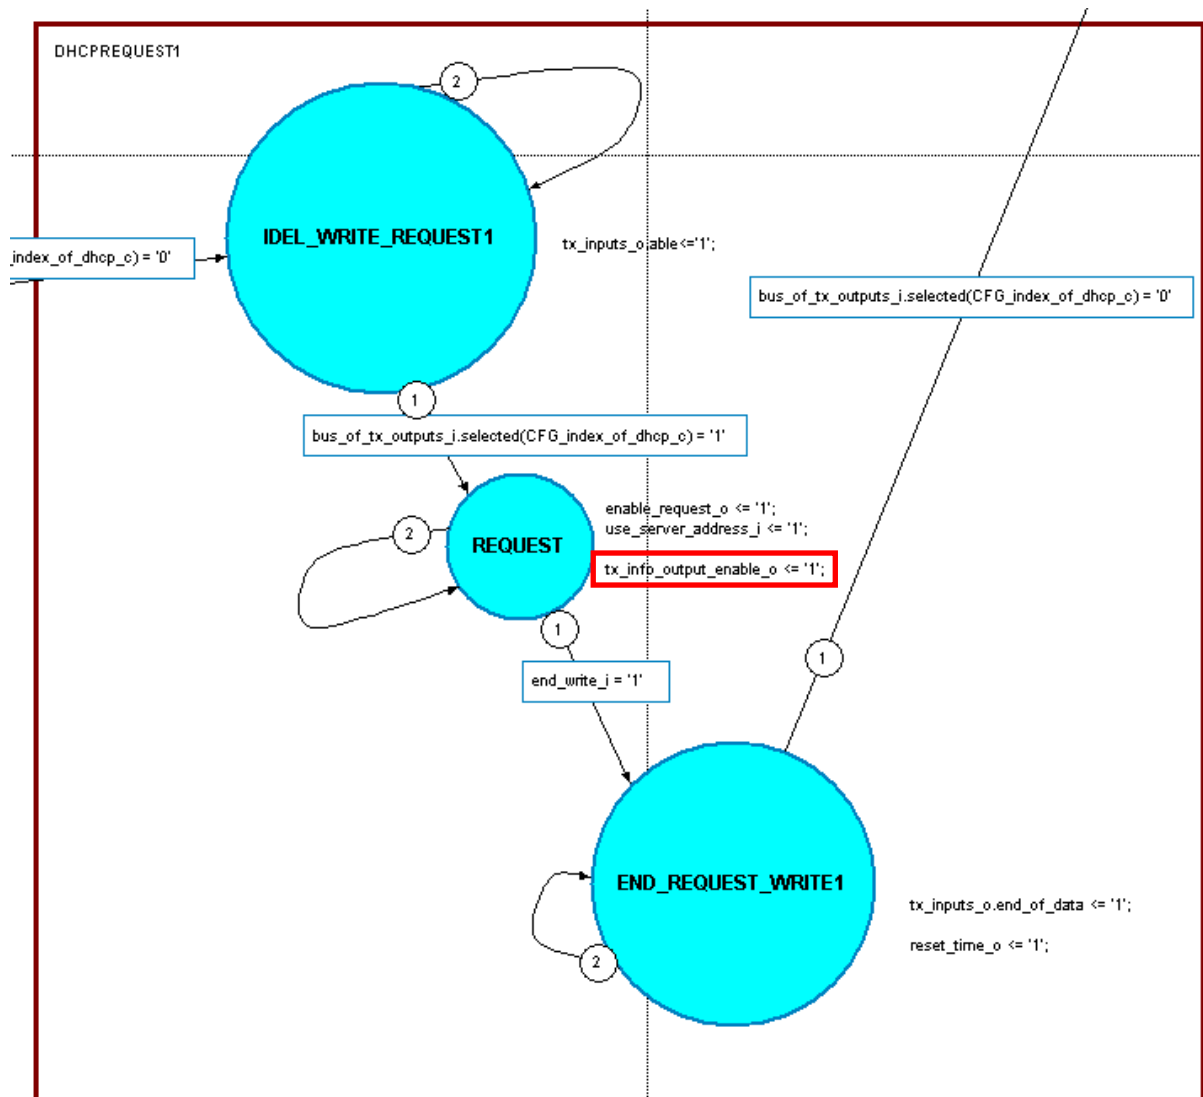 DHCPREQUEST1
2
IDEL_WRITE_REQUEST1
tx_inputs_o.able<='1';
_index_of_dhcp_c) = '0'
bus_of_tx_outputs_i.selected(CFG_index_of_dhcp_c) = '0'
1
bus_of_tx_outputs_i.selected(CFG_index_of_dhcp_c) = '1'
2
REQUEST
enable_request_o <= '1';
use_server_address_i <= '1';
tx_info_output_enable_o <= '1';
1
1
end_write_i = '1'
END_REQUEST_WRITE1
tx_inputs_o.end_of_data <= '1';
reset_time_o <= '1';
2